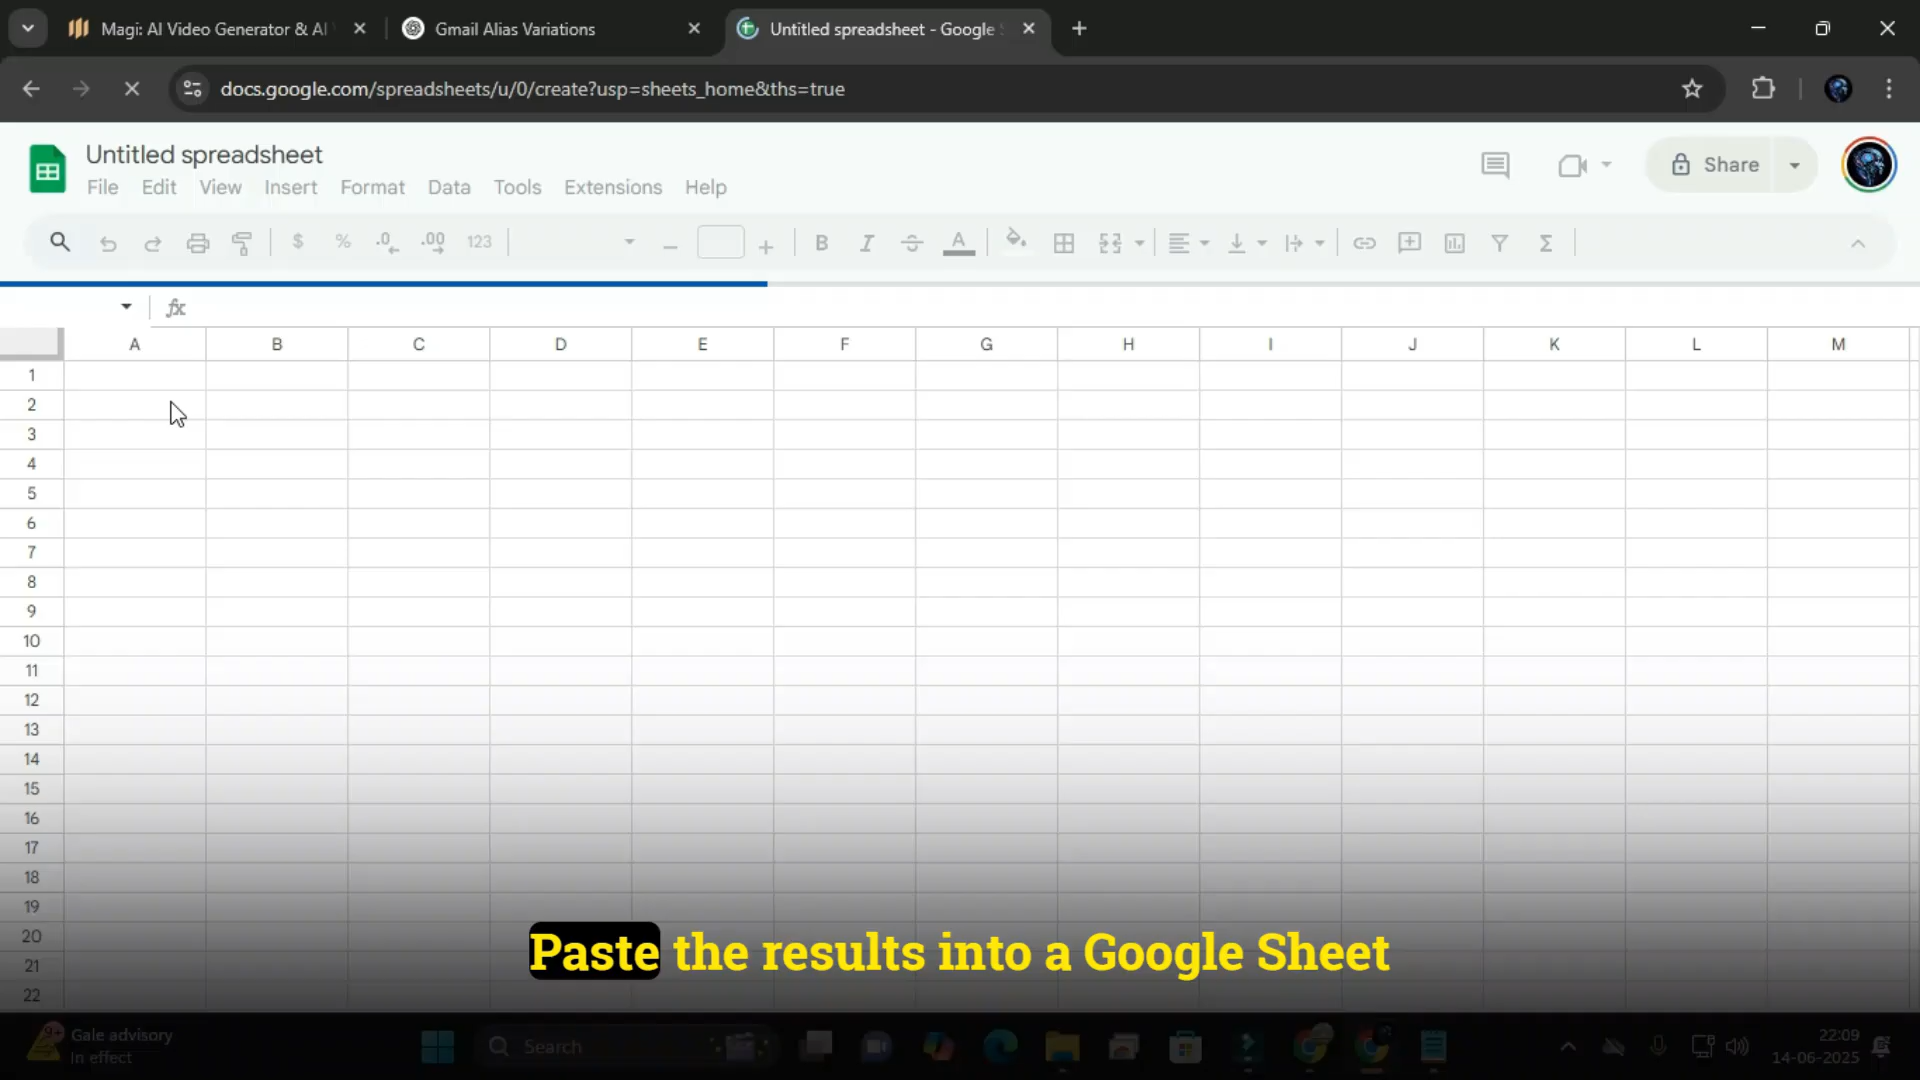 Magi: AI Video Generator & AI
Gmail Alias Variations
Untitled spreadsheet - Google S
docs.google.com/spreadsheets/u/0/create?usp=sheets_home&ths=true
Untitled spreadsheet
Share
File Edit View Insert Format Data Tools Extensions Help
$ % .0 .00 123 B I A Σ
fx
A B C D E F G H I J K L M
1
2
3
4
5
6
7
8
9
10
11
12
13
14
15
16
17
18
19
20
21
22
Paste the results into a Google Sheet
9+
Gale advisory
In effect
Search
22:09
14-06-2025